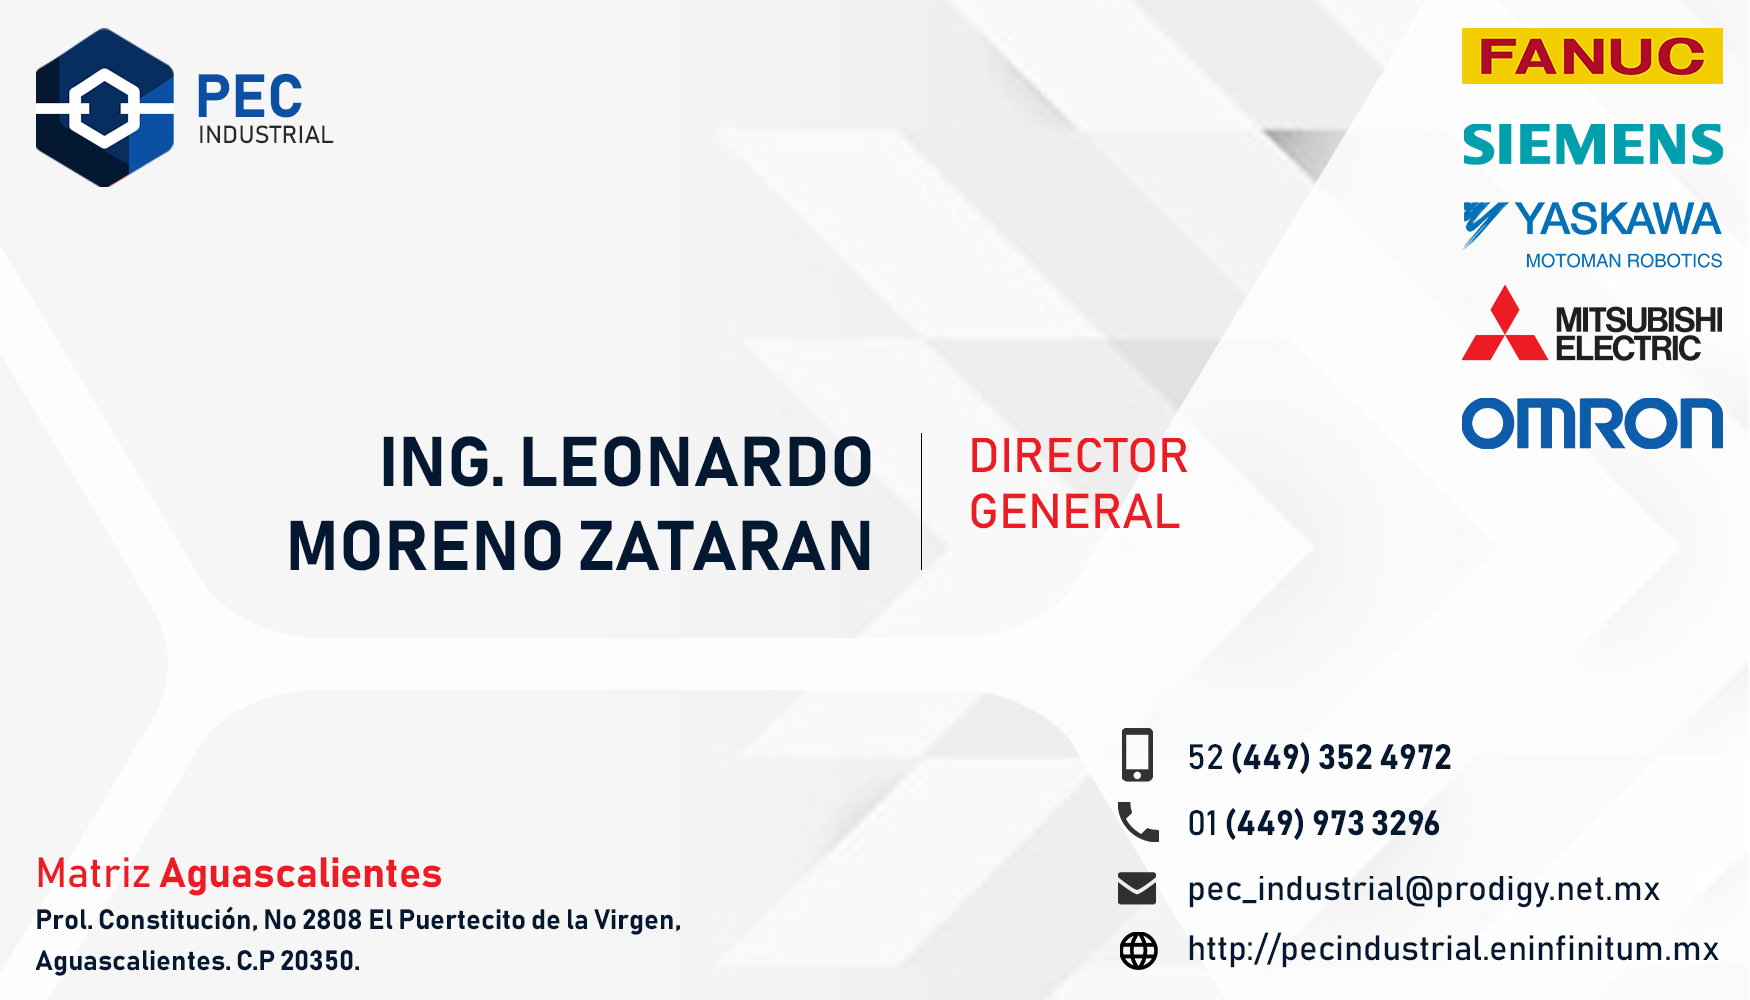 PEC
INDUSTRIAL
FANUC
SIEMENS
YASKAWA
MOTOMAN ROBOTICS
MITSUBISHI
ELECTRIC
OMRON
ING. LEONARDO
MORENO ZATARAN
DIRECTOR
GENERAL
52 (449) 352 4972
01 (449) 973 3296
pec_industrial@prodigy.net.mx
http://pecindustrial.eninfinitum.mx
Matriz Aguascalientes
Prol. Constitución, No 2808 El Puertecito de la Virgen,
Aguascalientes. C.P 20350.